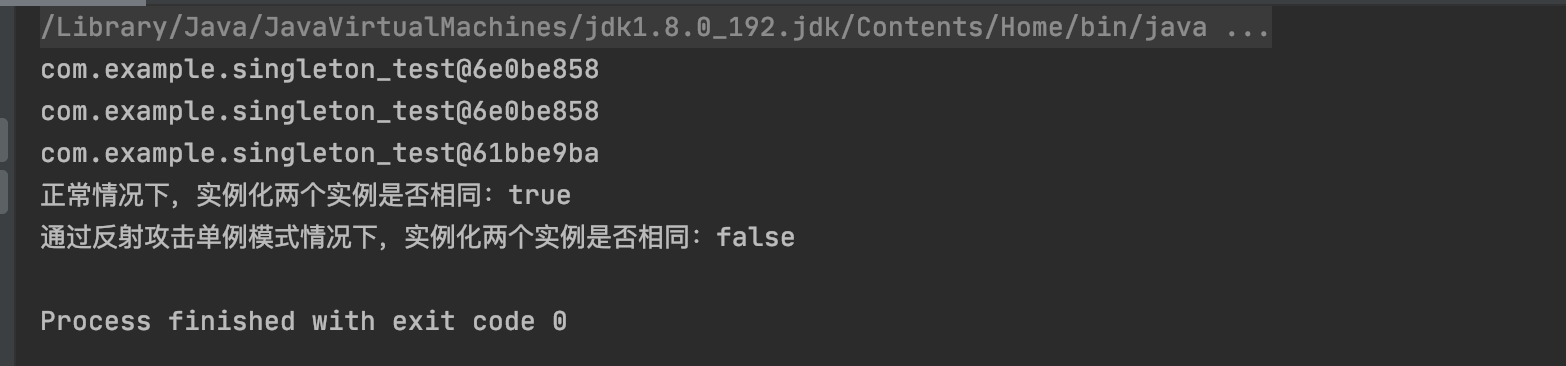 /Library/Java/JavaVirtualMachines/jdk1.8.0_192.jdk/Contents/Home/bin/java ...
com.example.singleton_test@6e0be858
com.example.singleton_test@6e0be858
com.example.singleton_test@61bbe9ba
正常情况下，实例化两个实例是否相同：true
通过反射攻击单例模式情况下，实例化两个实例是否相同：false
Process finished with exit code 0